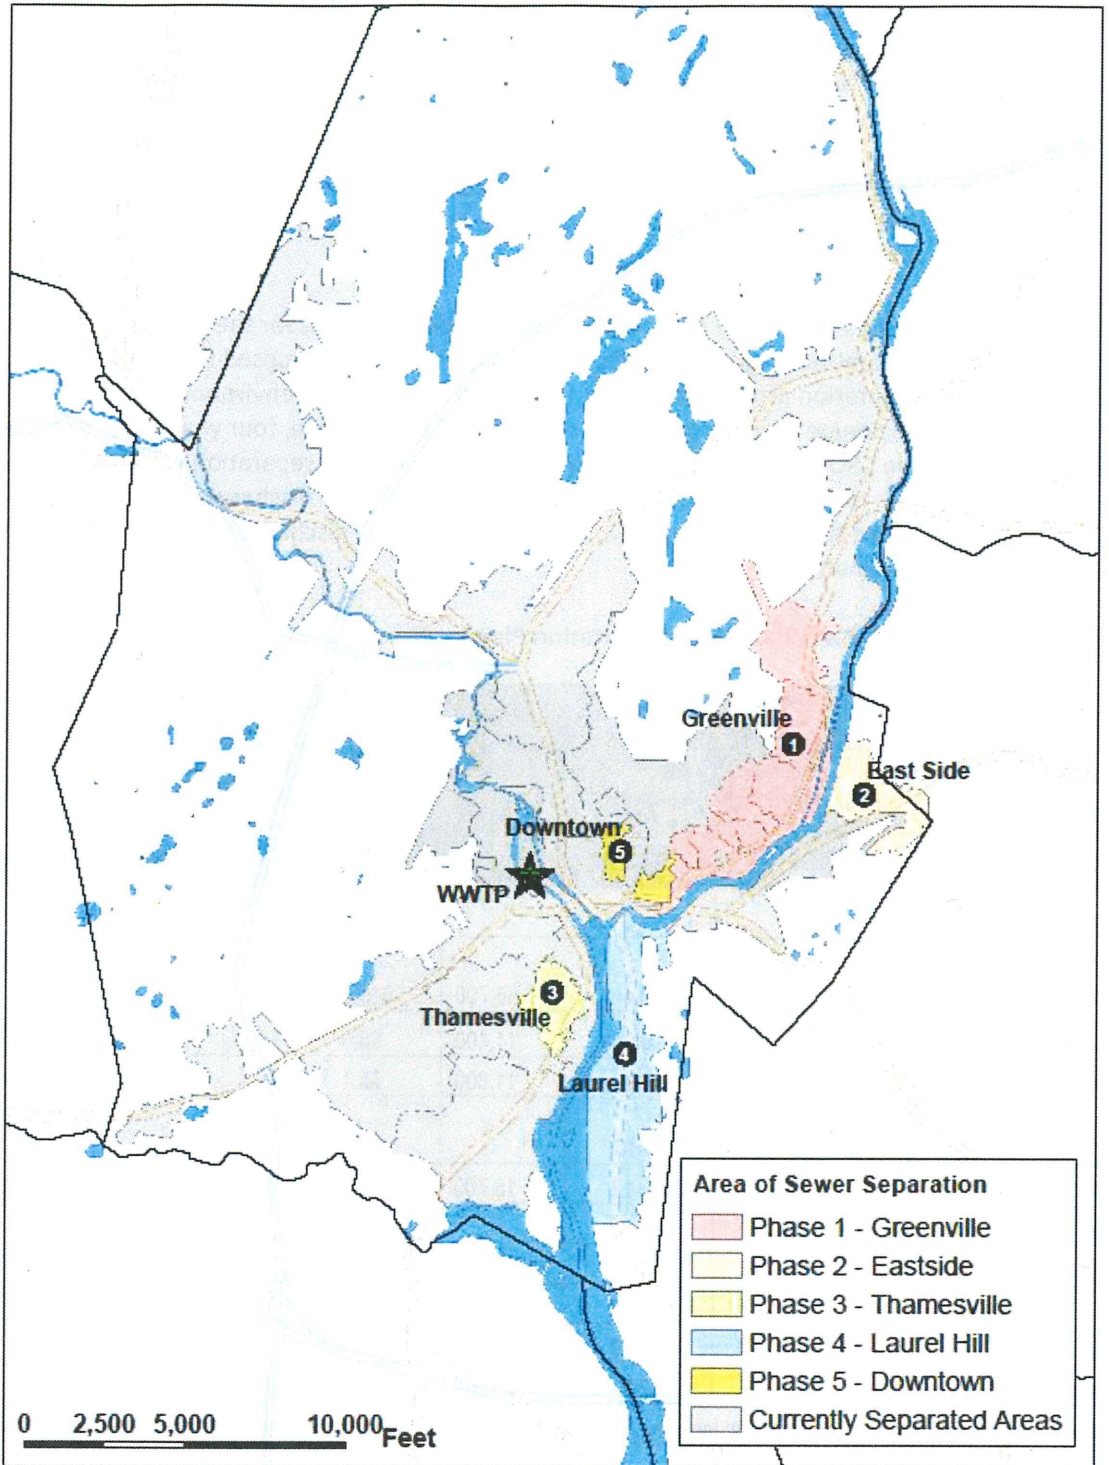 Greenville
1
East Side
2
Downtown
5
WWTP
3
Thamesville
4
Laurel Hill
Area of Sewer Separation
Phase 1 - Greenville
Phase 2 - Eastside
Phase 3 - Thamesville
Phase 4 - Laurel Hill
Phase 5 - Downtown
Currently Separated Areas
0 2,500 5,000 10,000 Feet